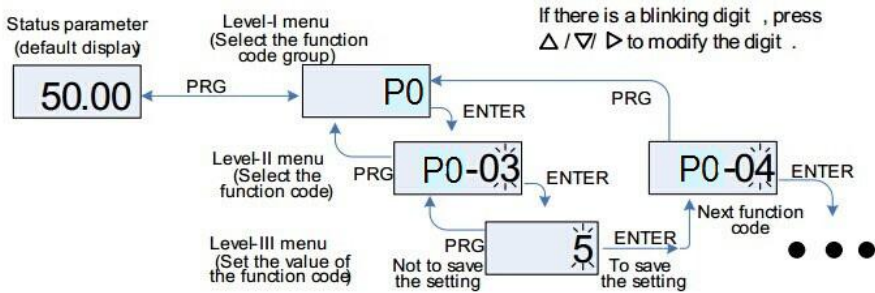 Status parameter
(default display)
50.00
PRG
Level-I menu
(Select the function
code group)
P0
ENTER
If there is a blinking digit , press
△ / ▽/ ▷ to modify the digit .
PRG
Level-II menu
(Select the
function code)
PRG
P0-03
ENTER
P0-04
ENTER
Next function
code
Level-III menu
(Set the value of
the function code)
PRG
Not to save
the setting
5
ENTER
To save
the setting